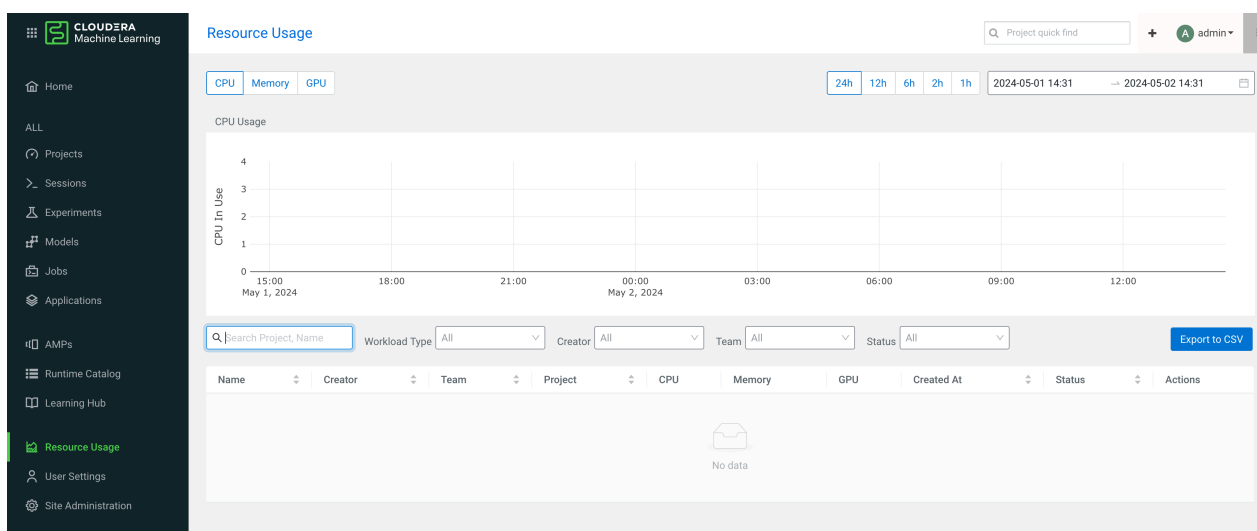 CLOUDERA
Machine Learning
Home
ALL
Projects
Sessions
Experiments
Models
Jobs
Applications
AMPs
Runtime Catalog
Learning Hub
Resource Usage
User Settings
Site Administration
Resource Usage
Project quick find
+
A admin
CPU Memory GPU
24h 12h 6h 2h 1h 2024-05-01 14:31 → 2024-05-02 14:31
CPU Usage
CPU In Use
4
3
2
1
0
15:00 18:00 21:00 00:00 03:00 06:00 09:00 12:00
May 1, 2024 May 2, 2024
Search Project, Name Workload Type All Creator All Team All Status All Export to CSV
Name Creator Team Project CPU Memory GPU Created At Status Actions
No data